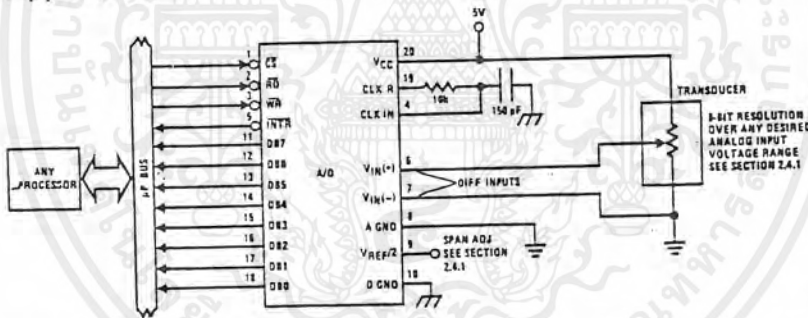 5V
1 CS
2 RD
3 WR
5 INTR
11 DB7
12 DB6
13 DB5
14 DB4
15 DB3
16 DB2
17 DB1
18 DB0
ANY
PROCESSOR
µP BUS
A/D
VCC 20
CLK R 19
10k
CLK IN 4
150 pF
VIN(+) 6
VIN(–) 7
DIFF INPUTS
A GND 8
VREF/2 9
SPAN ADJ
SEE SECTION
2.4.1
D GND 10
TRANSDUCER
8-BIT RESOLUTION
OVER ANY DESIRED
ANALOG INPUT
VOLTAGE RANGE
SEE SECTION 2.4.1